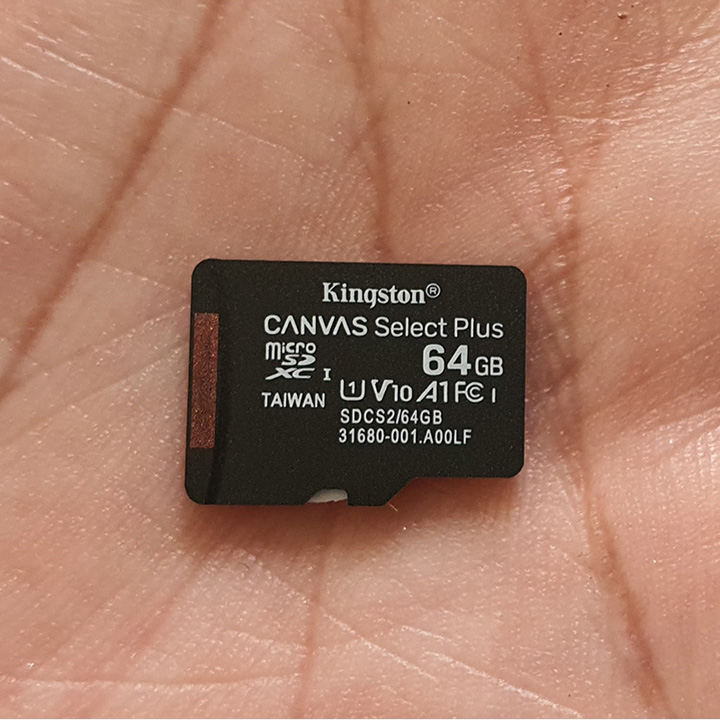 Kingston®
CANVAS Select Plus
micro SD XC I
64GB
TAIWAN
U1 V10 A1 FC I
SDCS2/64GB
31680-001.A00LF